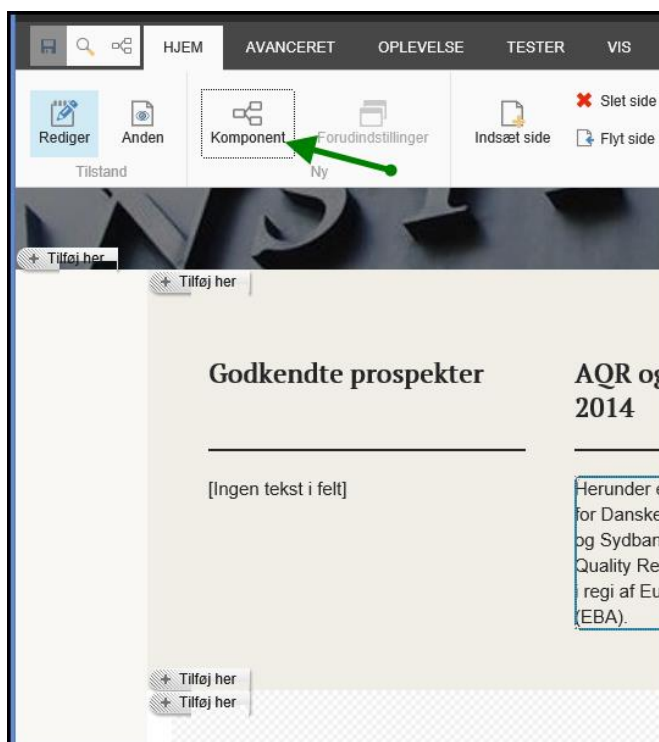 HJEM AVANCERET OPLEVELSE TESTER VIS
Rediger Anden Komponent Forudindstillinger Indsæt side Slet side
Flyt side
Tilstand Ny
+ Tilføj her
+ Tilføj her
Godkendte prospekter
[Ingen tekst i felt]
AQR og
2014
Herunder e
for Danske
og Sydban
Quality Re
i regi af Eu
(EBA).
+ Tilføj her
+ Tilføj her